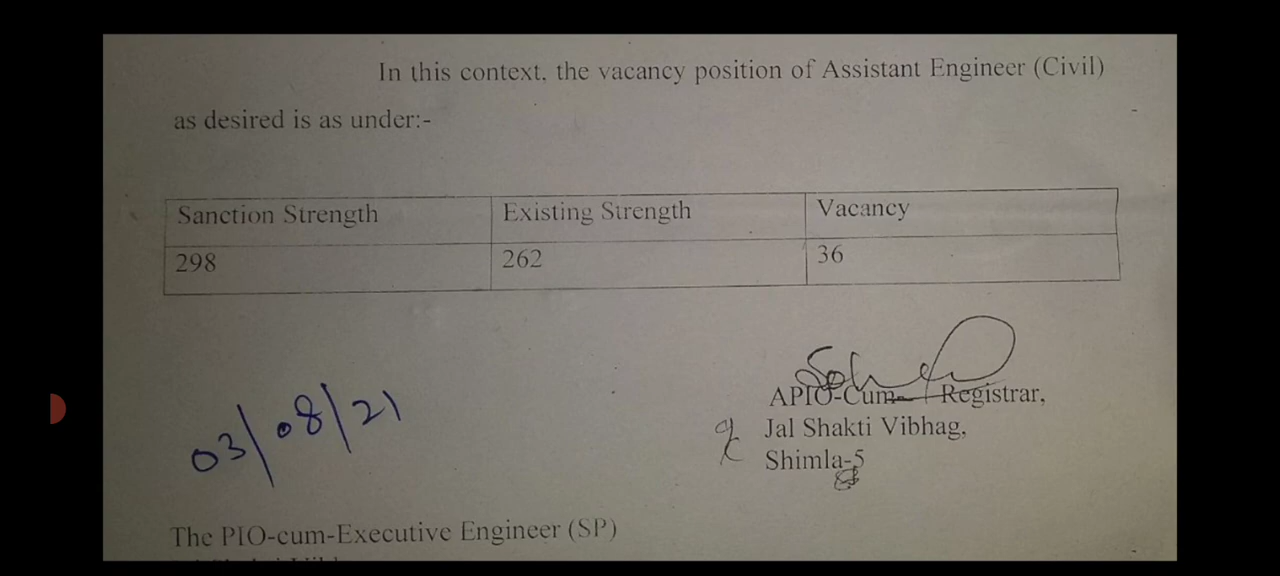 In this context, the vacancy position of Assistant Engineer (Civil)
as desired is as under:-
Sanction Strength Existing Strength Vacancy
298 262 36
03/08/21
APIO-Cum- Registrar,
Jal Shakti Vibhag,
Shimla-5
The PIO-cum-Executive Engineer (SP)